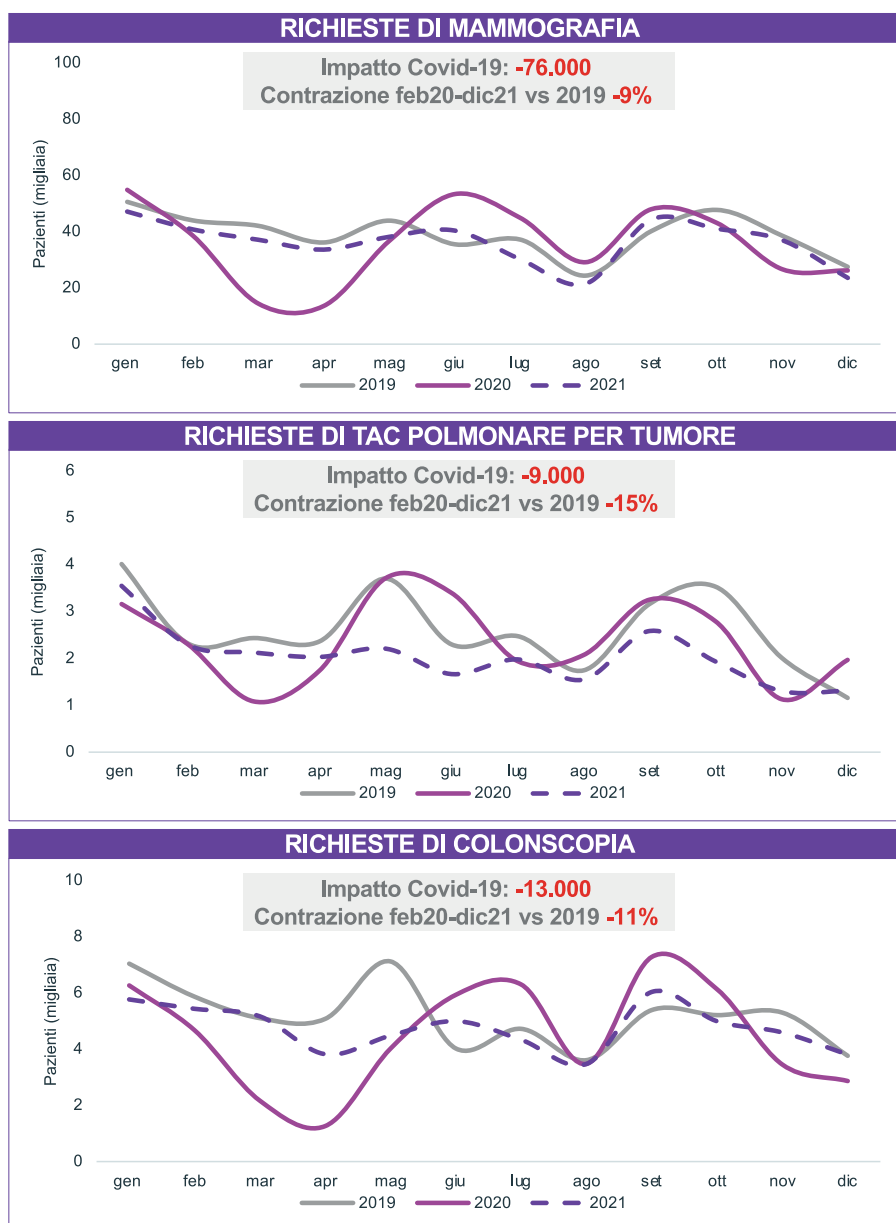 RICHIESTE DI MAMMOGRAFIA
Impatto Covid-19: -76.000
Contrazione feb20-dic21 vs 2019 -9%
Pazienti (migliaia)
100
80
60
40
20
0
gen feb mar apr mag giu lug ago set ott nov dic
2019 2020 2021
RICHIESTE DI TAC POLMONARE PER TUMORE
Impatto Covid-19: -9.000
Contrazione feb20-dic21 vs 2019 -15%
Pazienti (migliaia)
6
5
4
3
2
1
0
gen feb mar apr mag giu lug ago set ott nov dic
2019 2020 2021
RICHIESTE DI COLONSCOPIA
Impatto Covid-19: -13.000
Contrazione feb20-dic21 vs 2019 -11%
Pazienti (migliaia)
10
8
6
4
2
0
gen feb mar apr mag giu lug ago set ott nov dic
2019 2020 2021